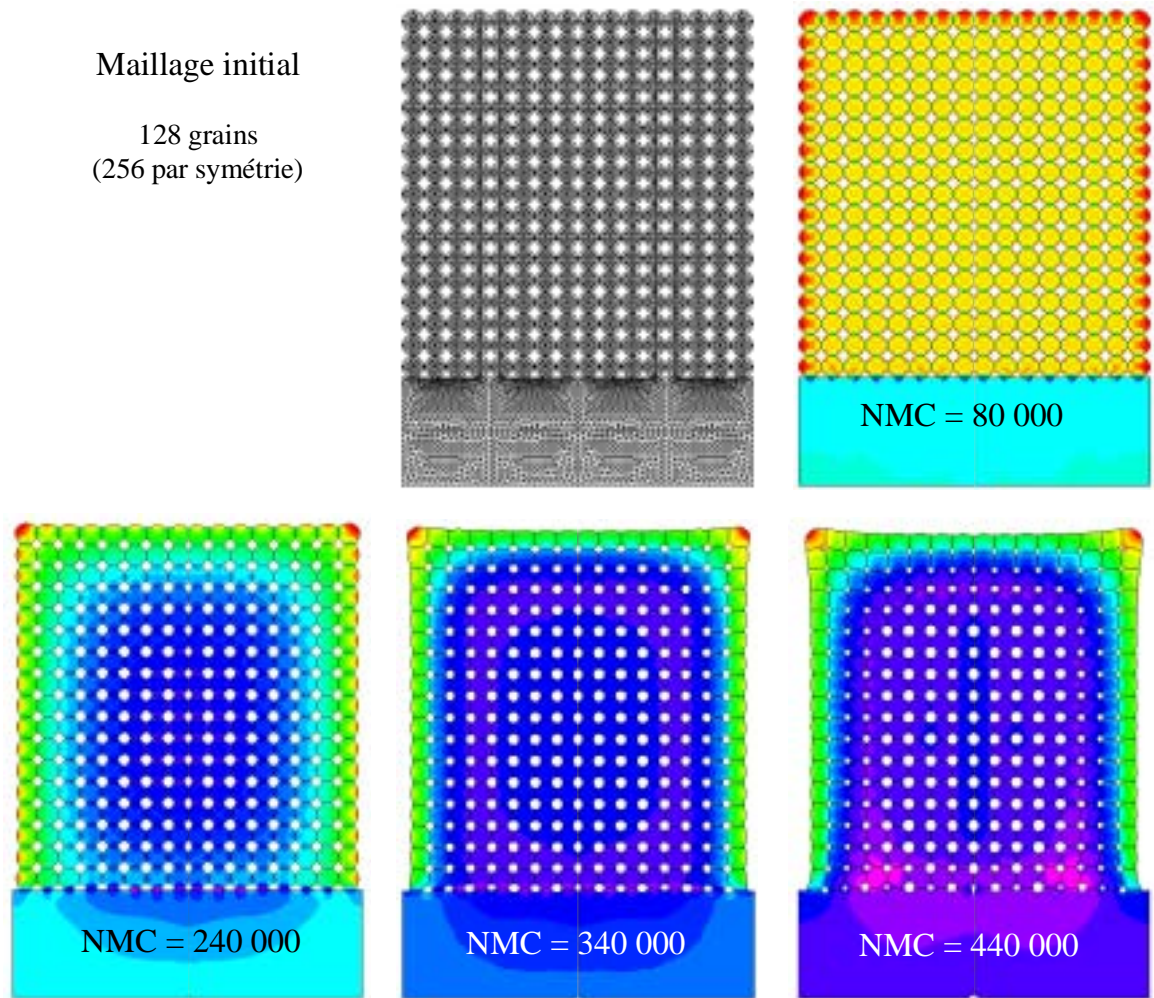 Maillage initial
128 grains
(256 par symétrie)
NMC = 80 000
NMC = 240 000
NMC = 340 000
NMC = 440 000